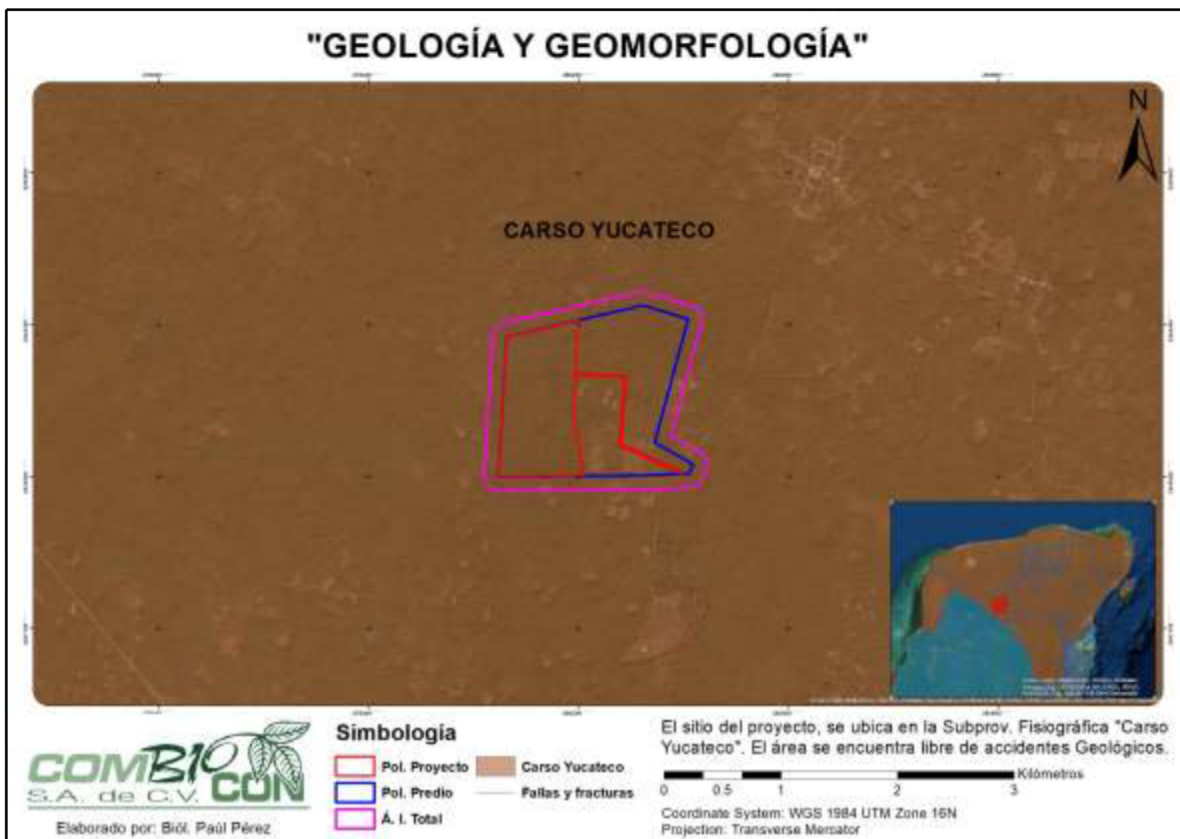 "GEOLOGÍA Y GEOMORFOLOGÍA"
N
CARSO YUCATECO
COMBIOCON
S.A. de C.V.
Elaborado por: Biól. Paúl Pérez
Simbología
Pol. Proyecto
Carso Yucateco
Pol. Predio
Fallas y fracturas
Á. I. Total
El sitio del proyecto, se ubica en la Subprov. Fisiográfica "Carso
Yucateco". El área se encuentra libre de accidentes Geológicos.
Kilómetros
0 0.5 1 2 3
Coordinate System: WGS 1984 UTM Zone 16N
Projection: Transverse Mercator